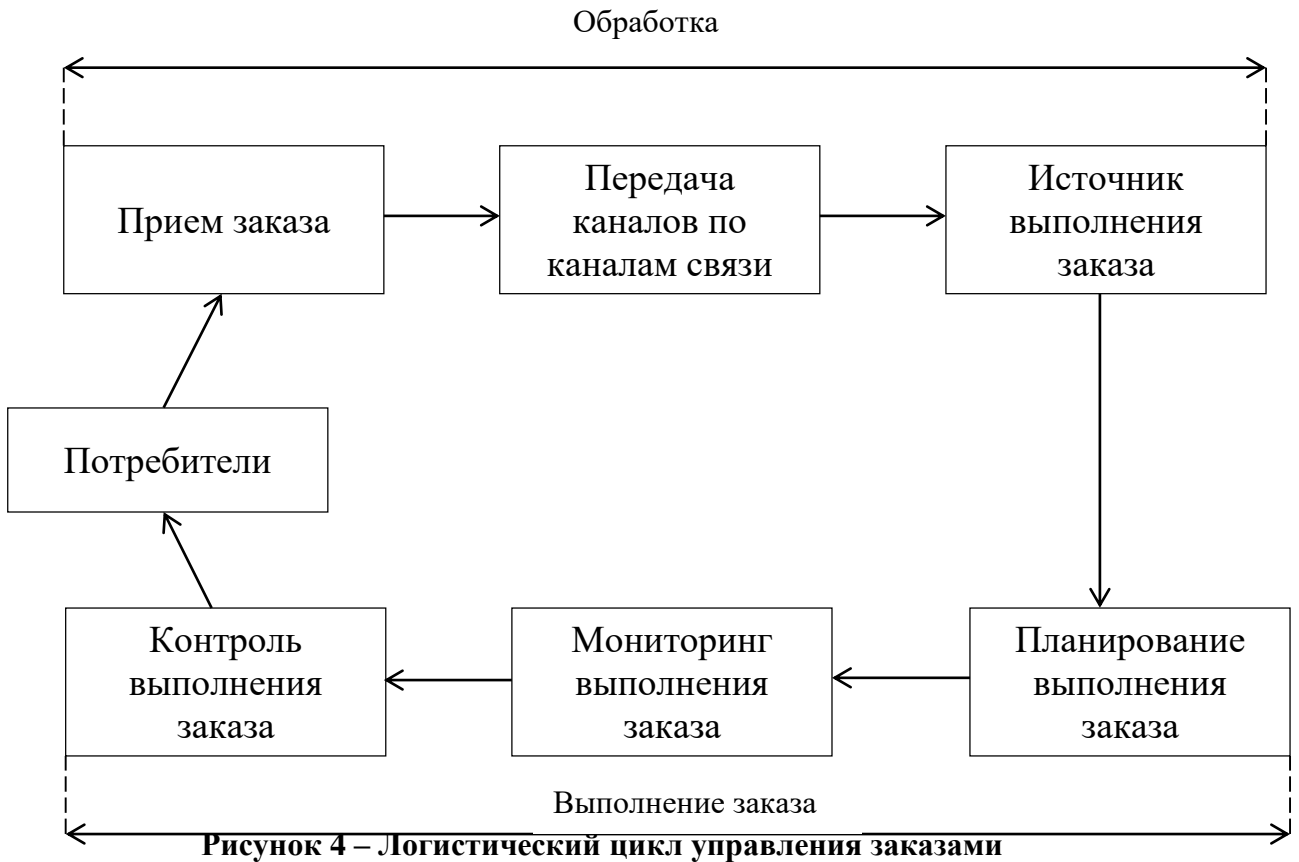 Обработка
Прием заказа
Передача
каналов по
каналам связи
Источник
выполнения
заказа
Потребители
Контроль
выполнения
заказа
Мониторинг
выполнения
заказа
Планирование
выполнения
заказа
Выполнение заказа
Рисунок 4 – Логистический цикл управления заказами